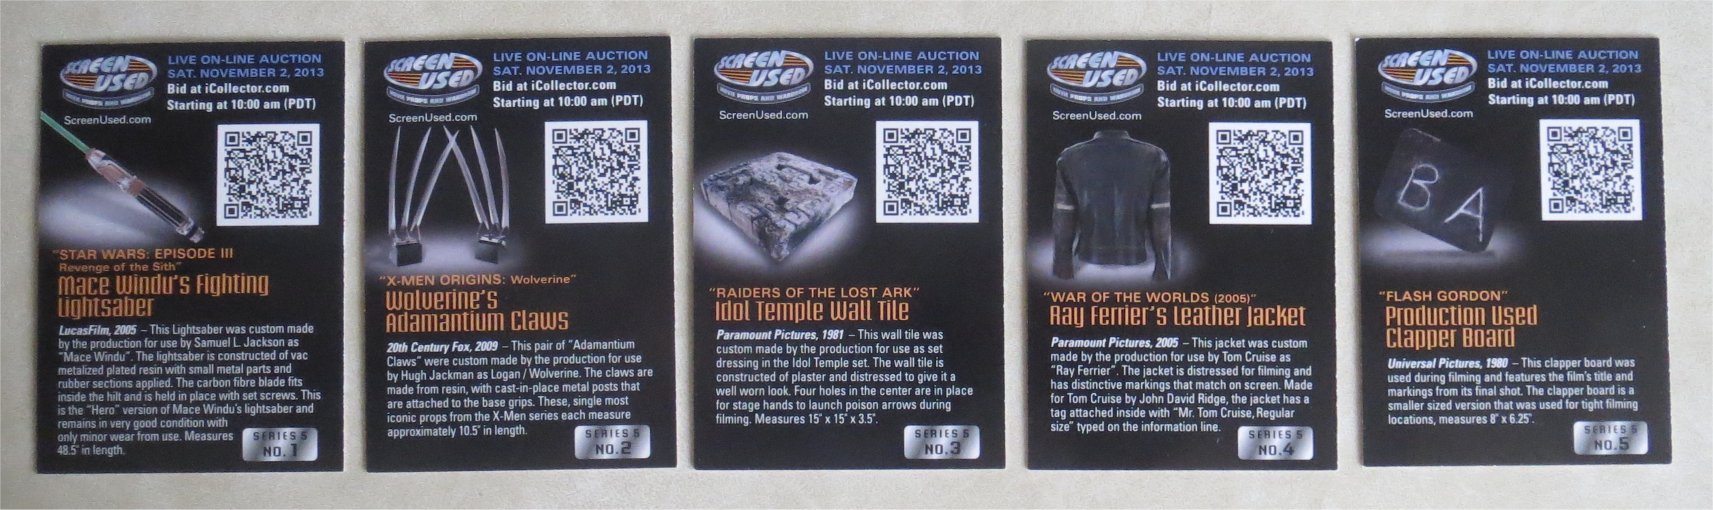 SCREEN USED
MOVIE PROPS AND WARDROBE
LIVE ON-LINE AUCTION
SAT. NOVEMBER 2, 2013
Bid at iCollector.com
Starting at 10:00 am (PDT)
ScreenUsed.com
"STAR WARS: EPISODE III
Revenge of the Sith"
Mace Windu's Fighting
Lightsaber
LucasFilm, 2005 – This Lightsaber was custom made
by the production for use by Samuel L. Jackson as
"Mace Windu". The lightsaber is constructed of vac
metalized plated resin with small metal parts and
rubber sections applied. The carbon fibre blade fits
inside the hilt and is held in place with set screws. This
is the "Hero" version of Mace Windu's lightsaber and
remains in very good condition with
only minor wear from use. Measures
48.5" in length.
SERIES 5
NO. 1
SCREEN USED
MOVIE PROPS AND WARDROBE
LIVE ON-LINE AUCTION
SAT. NOVEMBER 2, 2013
Bid at iCollector.com
Starting at 10:00 am (PDT)
ScreenUsed.com
"X-MEN ORIGINS: Wolverine"
Wolverine's
Adamantium Claws
20th Century Fox, 2009 – This pair of "Adamantium
Claws" were custom made by the production for use
by Hugh Jackman as Logan / Wolverine. The claws are
made from resin, with cast-in-place metal posts that
are attached to the base grips. These, single most
iconic props from the X-Men series each measure
approximately 10.5" in length.
SERIES 5
NO. 2
SCREEN USED
MOVIE PROPS AND WARDROBE
LIVE ON-LINE AUCTION
SAT. NOVEMBER 2, 2013
Bid at iCollector.com
Starting at 10:00 am (PDT)
ScreenUsed.com
"RAIDERS OF THE LOST ARK"
Idol Temple Wall Tile
Paramount Pictures, 1981 – This wall tile was
custom made by the production for use as set
dressing in the Idol Temple set. The wall tile is
constructed of plaster and distressed to give it a
well worn look. Four holes in the center are in place
for stage hands to launch poison arrows during
filming. Measures 15" x 15" x 3.5".
SERIES 5
NO. 3
SCREEN USED
MOVIE PROPS AND WARDROBE
LIVE ON-LINE AUCTION
SAT. NOVEMBER 2, 2013
Bid at iCollector.com
Starting at 10:00 am (PDT)
ScreenUsed.com
"WAR OF THE WORLDS (2005)"
Ray Ferrier's Leather Jacket
Paramount Pictures, 2005 – This jacket was custom
made by the production for use by Tom Cruise as
"Ray Ferrier". The jacket is distressed for filming and
has distinctive markings that match on screen. Made
for Tom Cruise by John David Ridge, the jacket has a
tag attached inside with "Mr. Tom Cruise, Regular
size" typed on the information line.
SERIES 5
NO. 4
SCREEN USED
MOVIE PROPS AND WARDROBE
LIVE ON-LINE AUCTION
SAT. NOVEMBER 2, 2013
Bid at iCollector.com
Starting at 10:00 am (PDT)
ScreenUsed.com
B A
"FLASH GORDON"
Production Used
Clapper Board
Universal Pictures, 1980 – This clapper board was
used during filming and features the film's title and
markings from its final shot. The clapper board is a
smaller sized version that was used for tight filming
locations, measures 8" x 6.25".
SERIES 5
NO. 5